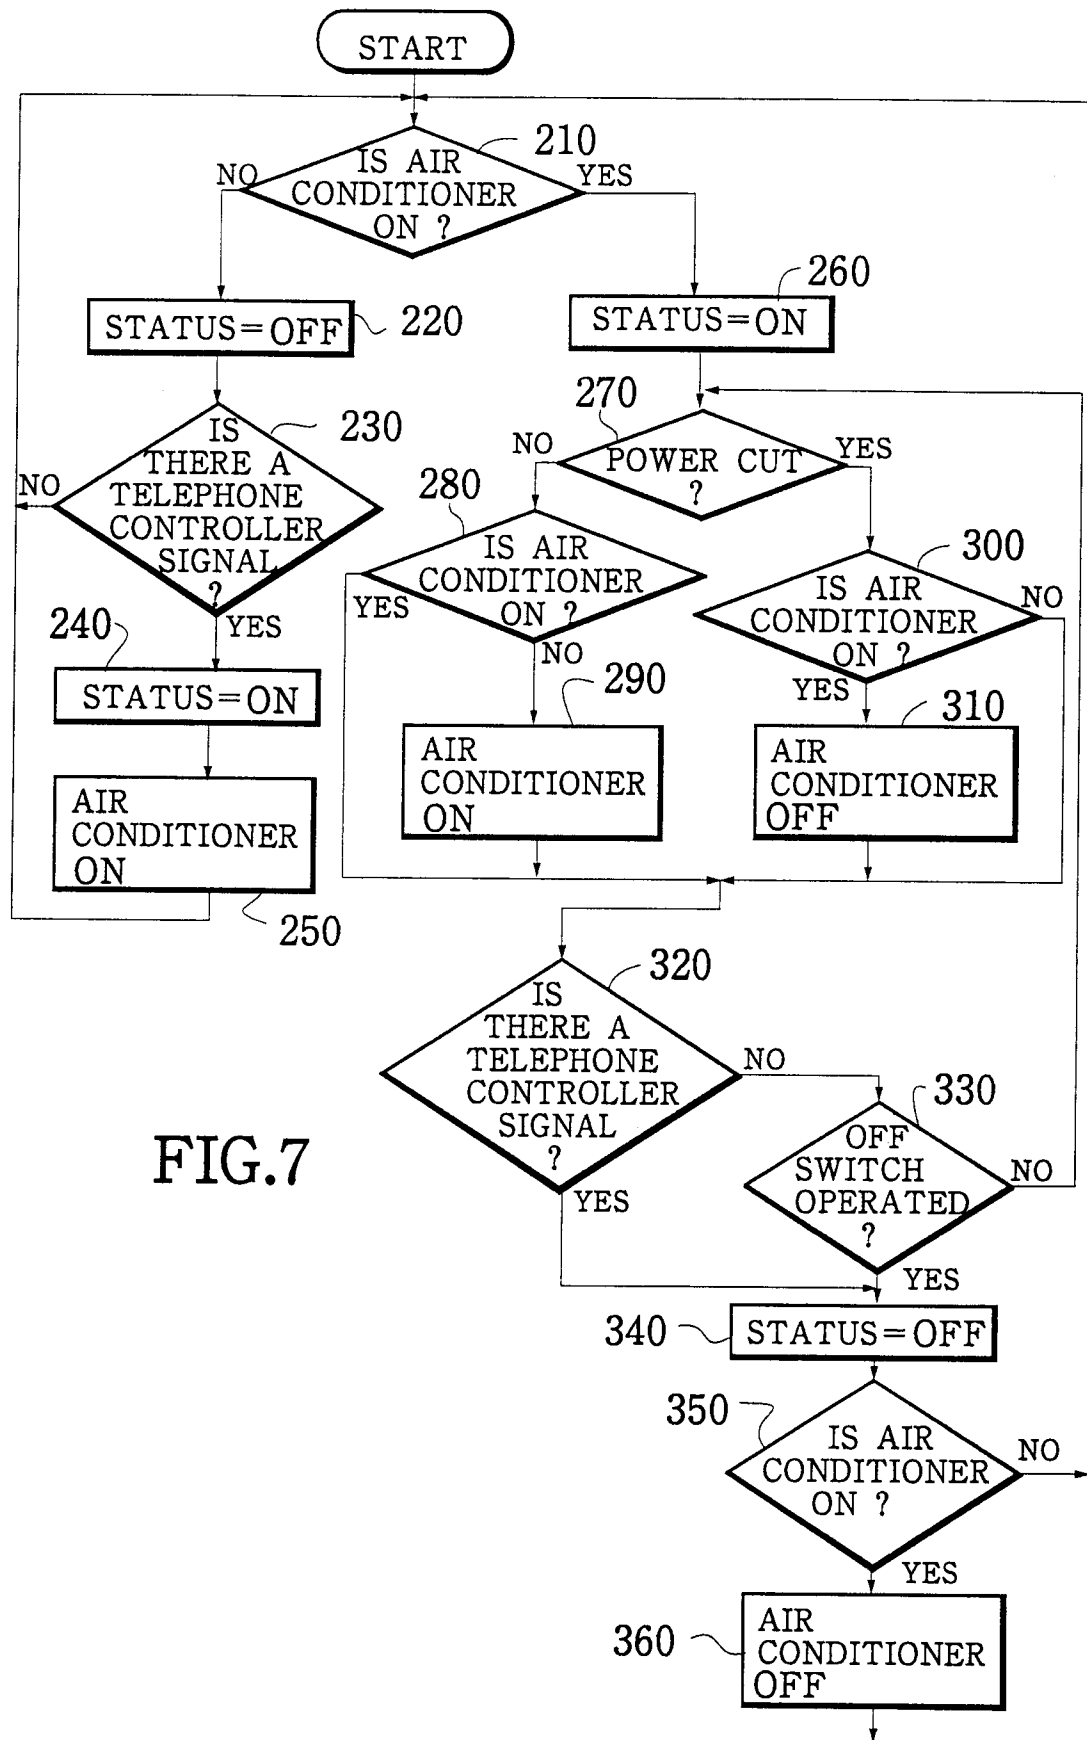 START
210
IS AIR
CONDITIONER
ON ?
NO
YES
260
STATUS=OFF
220
STATUS=ON
270
230
IS
THERE A
TELEPHONE
CONTROLLER
SIGNAL
?
NO
YES
NO
YES
POWER CUT
?
280
IS AIR
CONDITIONER
ON ?
YES
NO
300
IS AIR
CONDITIONER
ON ?
NO
YES
240
STATUS=ON
290
AIR
CONDITIONER
ON
310
AIR
CONDITIONER
OFF
AIR
CONDITIONER
ON
250
320
IS
THERE A
TELEPHONE
CONTROLLER
SIGNAL
?
NO
YES
330
OFF
SWITCH
OPERATED
?
NO
YES
FIG.7
340
STATUS=OFF
350
IS AIR
CONDITIONER
ON ?
NO
YES
360
AIR
CONDITIONER
OFF